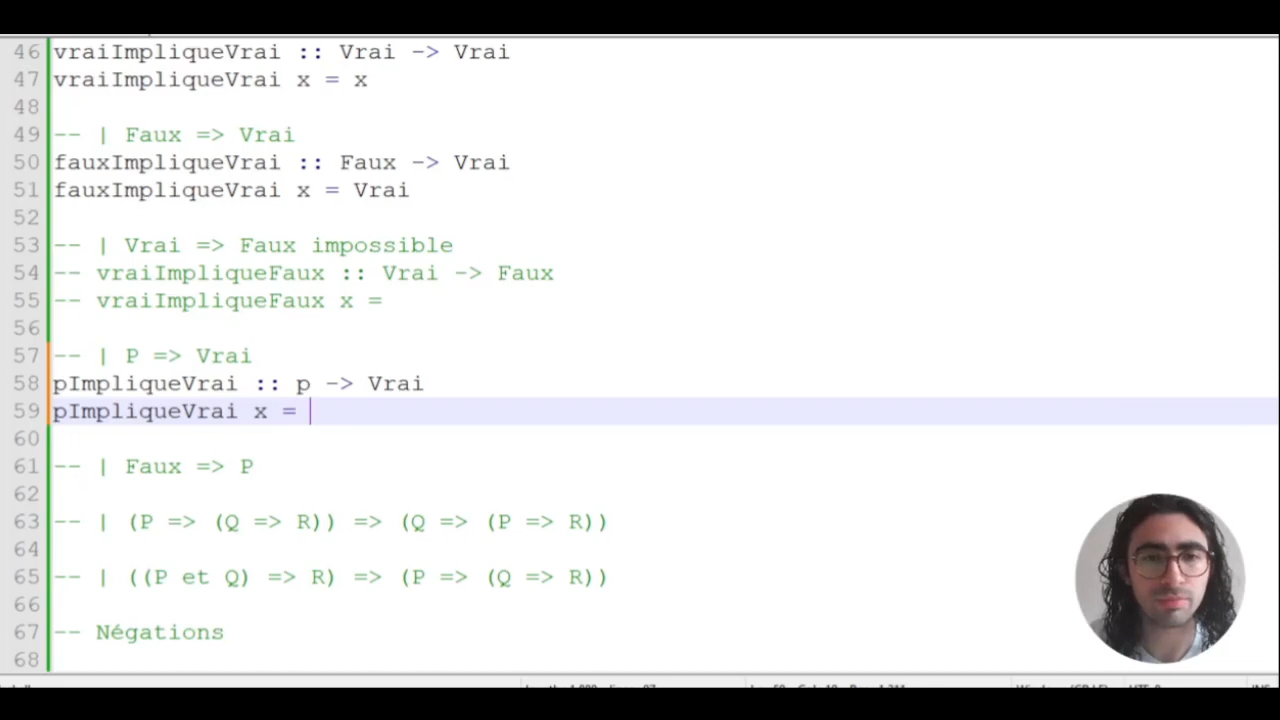 46 vraiImpliqueVrai :: Vrai -> Vrai
47 vraiImpliqueVrai x = x
48
49 -- | Faux => Vrai
50 fauxImpliqueVrai :: Faux -> Vrai
51 fauxImpliqueVrai x = Vrai
52
53 -- | Vrai => Faux impossible
54 -- vraiImpliqueFaux :: Vrai -> Faux
55 -- vraiImpliqueFaux x =
56
57 -- | P => Vrai
58 pImpliqueVrai :: p -> Vrai
59 pImpliqueVrai x =
60
61 -- | Faux => P
62
63 -- | (P => (Q => R)) => (Q => (P => R))
64
65 -- | ((P et Q) => R) => (P => (Q => R))
66
67 -- Négations
68